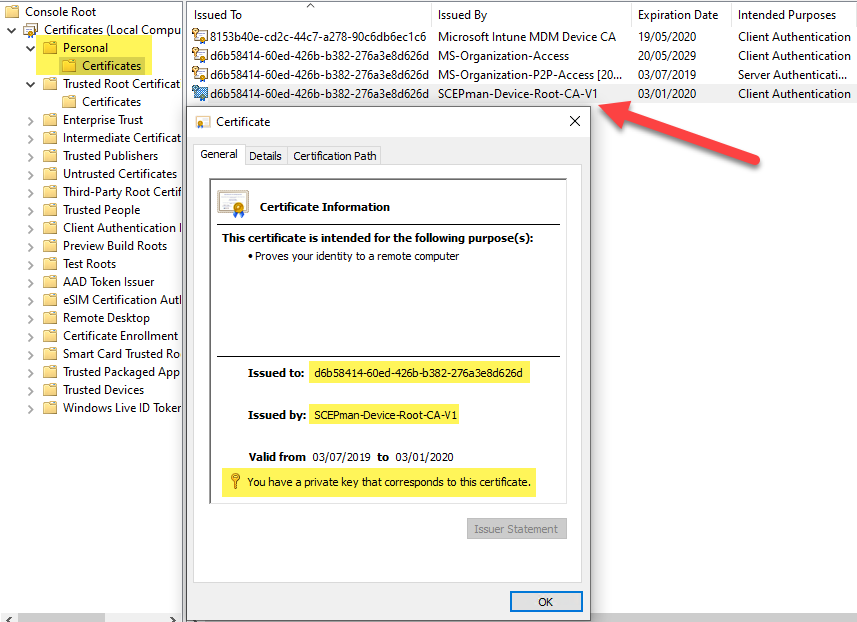 Console Root
Certificates (Local Compu
Personal
Certificates
Trusted Root Certificat
Certificates
Enterprise Trust
Intermediate Certificat
Trusted Publishers
Untrusted Certificates
Third-Party Root Certif
Trusted People
Client Authentication I
Preview Build Roots
Test Roots
AAD Token Issuer
eSIM Certification Autl
Remote Desktop
Certificate Enrollment
Smart Card Trusted Ro
Trusted Packaged App
Trusted Devices
Windows Live ID Toker
Issued To Issued By Expiration Date Intended Purposes
8153b40e-cd2c-44c7-a278-90c6db6ec1c6 Microsoft Intune MDM Device CA 19/05/2020 Client Authentication
d6b58414-60ed-426b-b382-276a3e8d626d MS-Organization-Access 20/05/2029 Client Authentication
d6b58414-60ed-426b-b382-276a3e8d626d MS-Organization-P2P-Access [20... 03/07/2019 Server Authenticati...
d6b58414-60ed-426b-b382-276a3e8d626d SCEPman-Device-Root-CA-V1 03/01/2020 Client Authentication
Certificate
General Details Certification Path
Certificate Information
This certificate is intended for the following purpose(s):
• Proves your identity to a remote computer
Issued to: d6b58414-60ed-426b-b382-276a3e8d626d
Issued by: SCEPman-Device-Root-CA-V1
Valid from 03/07/2019 to 03/01/2020
You have a private key that corresponds to this certificate.
Issuer Statement
OK